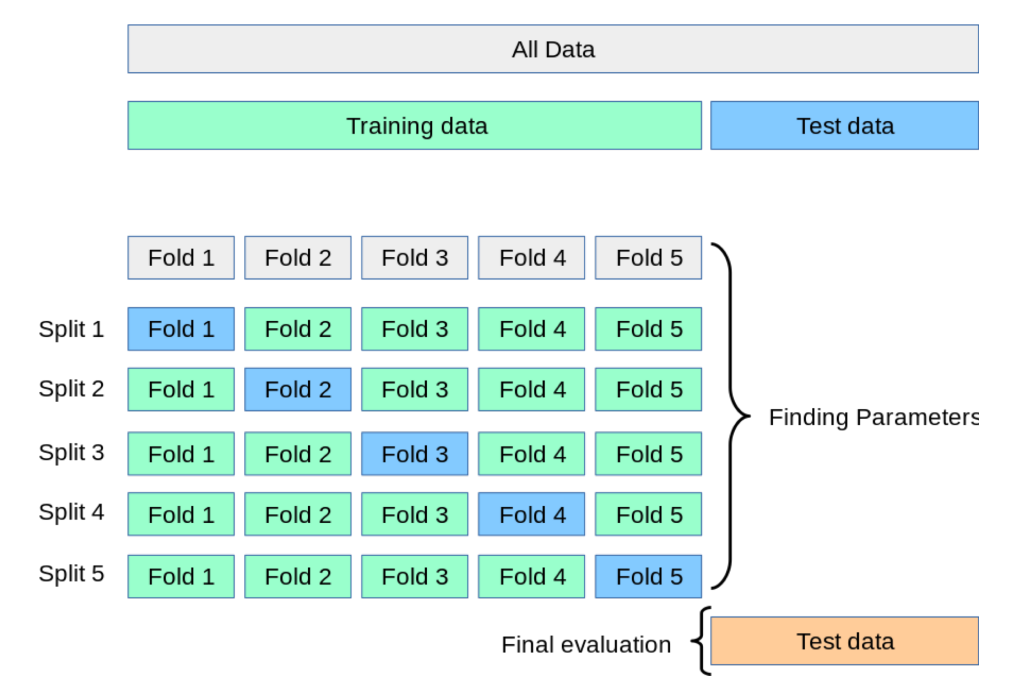 All Data
Training data Test data
Fold 1 Fold 2 Fold 3 Fold 4 Fold 5
Split 1 Fold 1 Fold 2 Fold 3 Fold 4 Fold 5
Split 2 Fold 1 Fold 2 Fold 3 Fold 4 Fold 5
Finding Parameters
Split 3 Fold 1 Fold 2 Fold 3 Fold 4 Fold 5
Split 4 Fold 1 Fold 2 Fold 3 Fold 4 Fold 5
Split 5 Fold 1 Fold 2 Fold 3 Fold 4 Fold 5
Final evaluation Test data